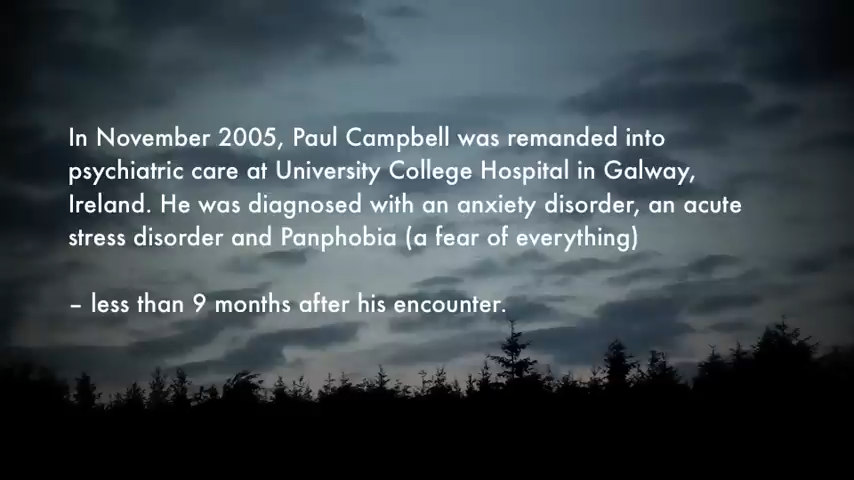 In November 2005, Paul Campbell was remanded into
psychiatric care at University College Hospital in Galway,
Ireland. He was diagnosed with an anxiety disorder, an acute
stress disorder and Panphobia (a fear of everything)
– less than 9 months after his encounter.